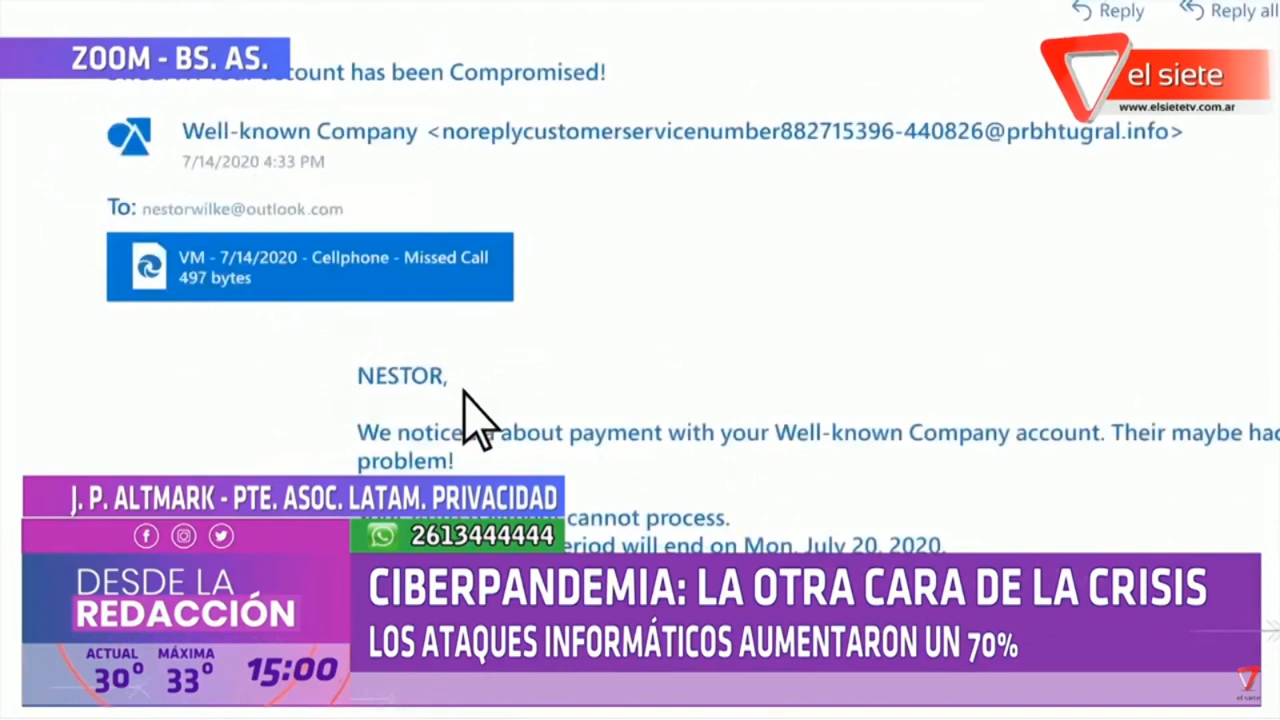 Reply
Reply all
ZOOM - BS. AS.
account has been Compromised!
el siete
www.elsietetv.com.ar
Well-known Company <noreplycustomerservicenumber882715396-440826@prbhtugral.info>
7/14/2020 4:33 PM
To: nestorwilke@outlook.com
VM - 7/14/2020 - Cellphone - Missed Call
497 bytes
NESTOR,
We notice about payment with your Well-known Company account. Their maybe had
problem!
J. P. ALTMARK - PTE. ASOC. LATAM. PRIVACIDAD
cannot process.
2613444444
will end on Mon, July 20, 2020.
DESDE LA
REDACCIÓN
CIBERPANDEMIA: LA OTRA CARA DE LA CRISIS
LOS ATAQUES INFORMÁTICOS AUMENTARON UN 70%
ACTUAL
30°
MÁXIMA
33°
15:00
el siete